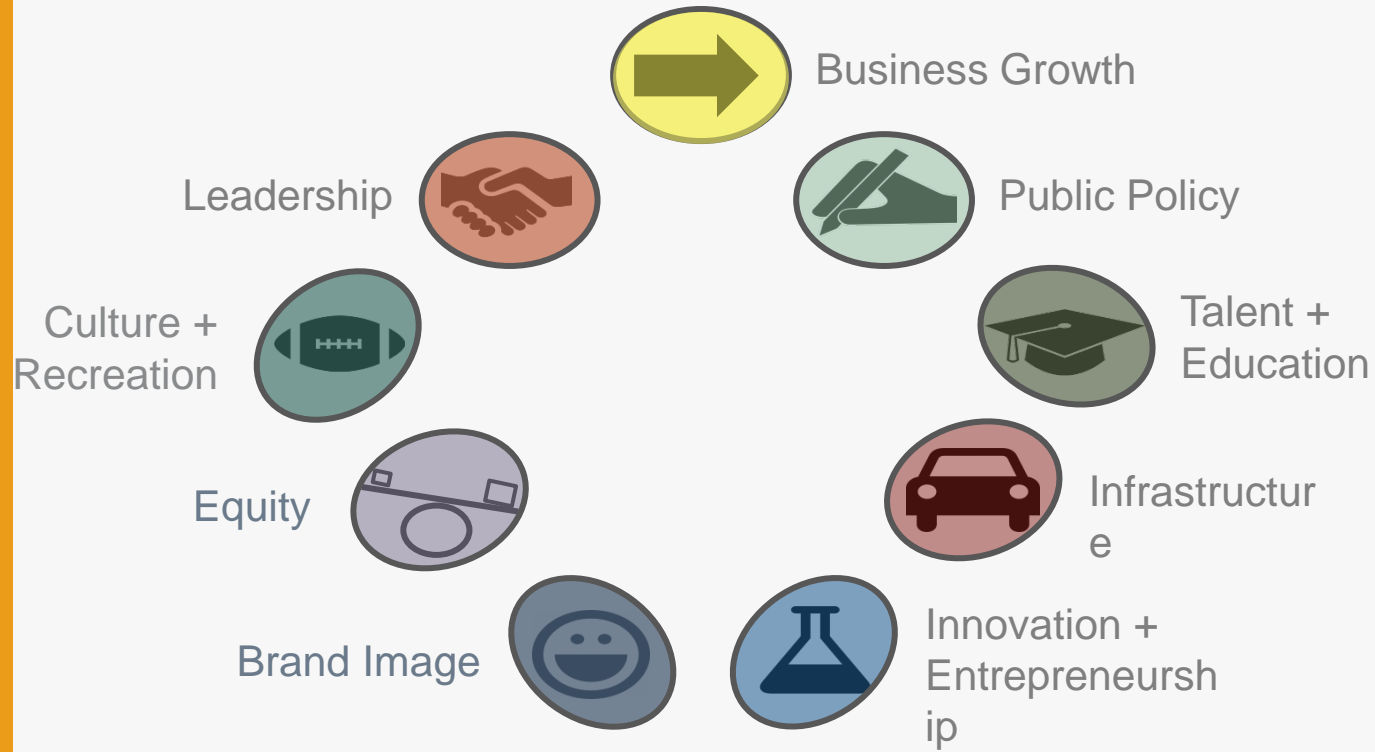 Business Growth
Leadership
Public Policy
Culture +
Recreation
Talent +
Education
Equity
Infrastructur
e
Brand Image
Innovation +
Entrepreneursh
ip